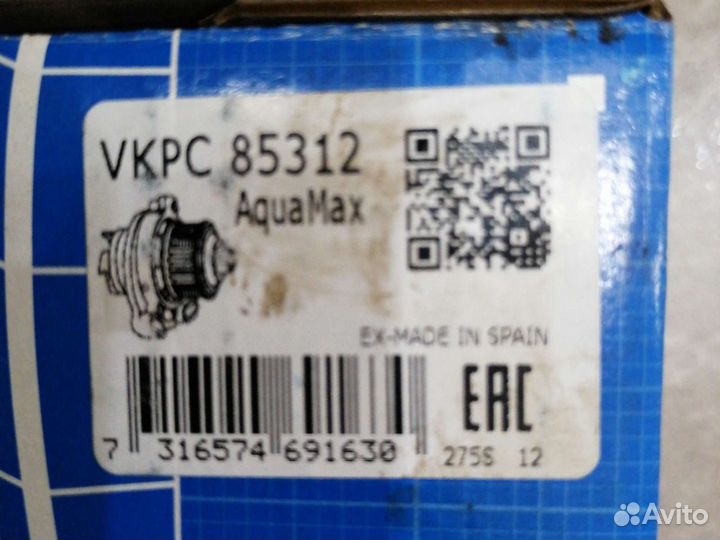 VKPC 85312
AquaMax
EX-MADE IN SPAIN
EAC
7 316574 691630
275S 12
Avito